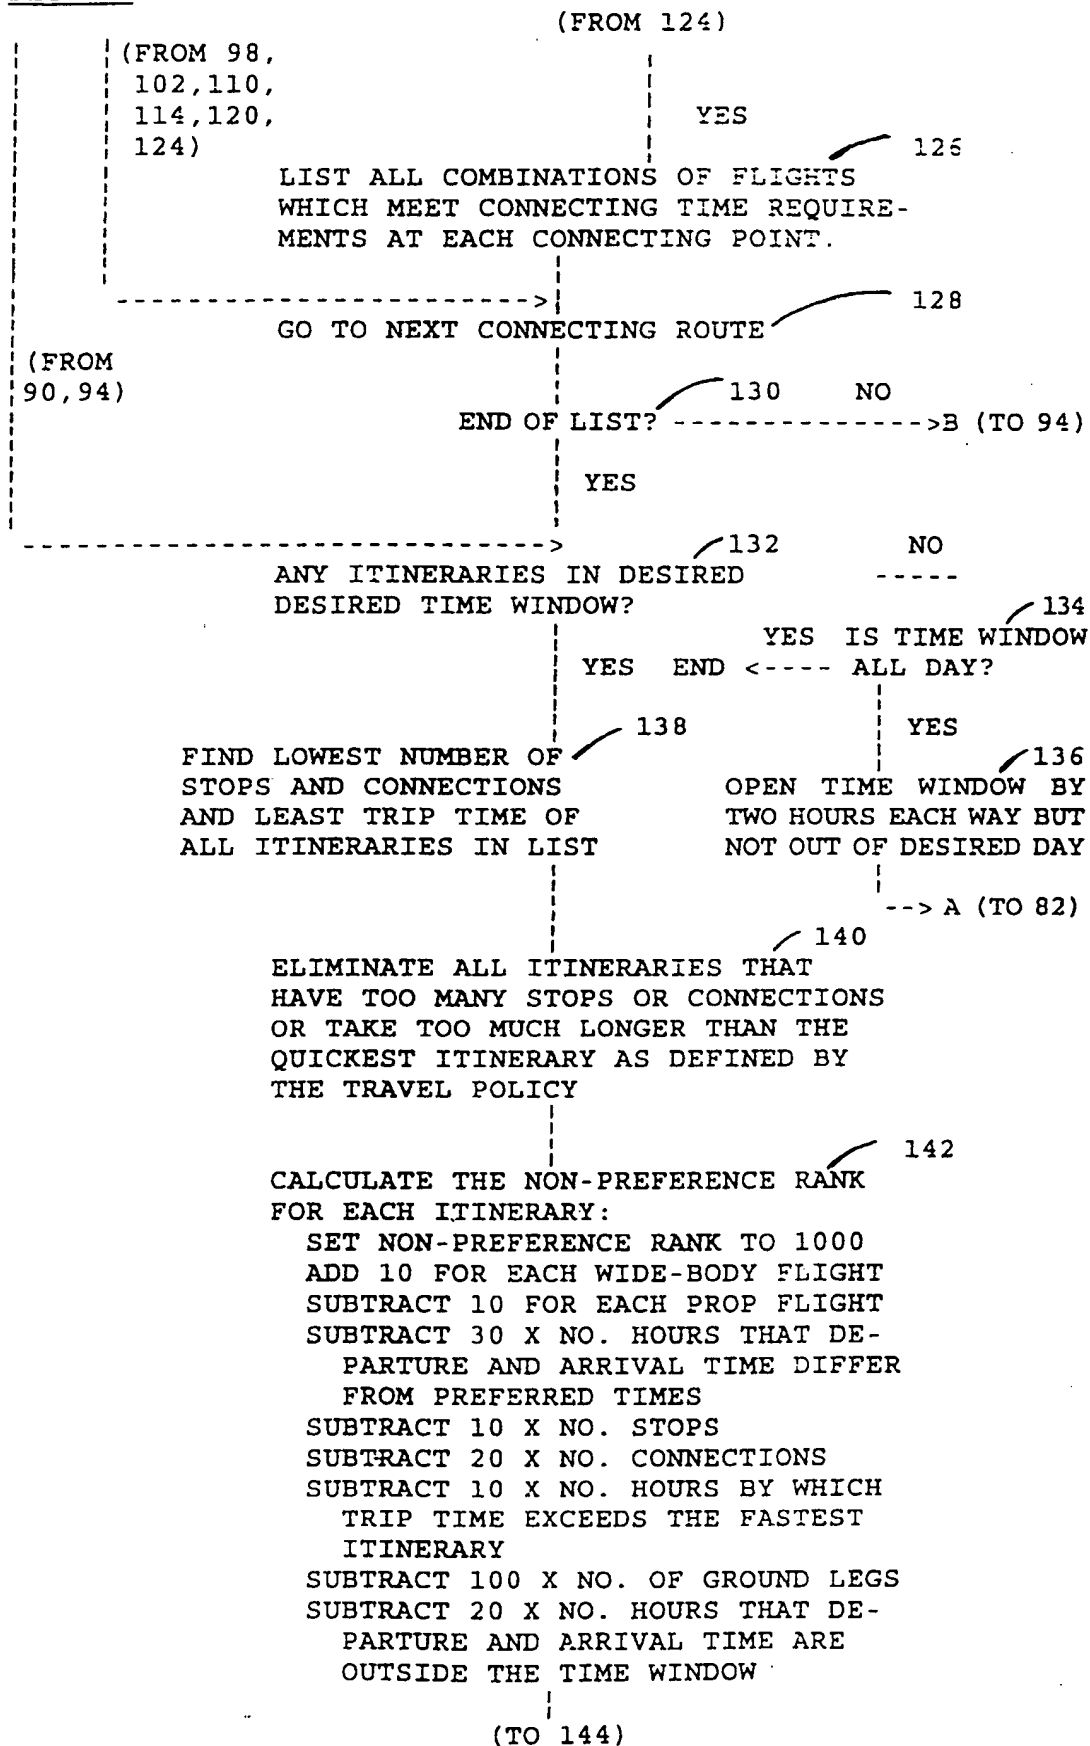 (FROM 124)
(FROM 98,
102,110,
114,120,
124)
YES
126
LIST ALL COMBINATIONS OF FLIGHTS
WHICH MEET CONNECTING TIME REQUIRE-
MENTS AT EACH CONNECTING POINT.
128
GO TO NEXT CONNECTING ROUTE
(FROM
90,94)
130 NO
END OF LIST? -------------->B (TO 94)
YES
132 NO
ANY ITINERARIES IN DESIRED
DESIRED TIME WINDOW?
134
YES IS TIME WINDOW
YES END <---- ALL DAY?
YES
138
FIND LOWEST NUMBER OF
STOPS AND CONNECTIONS
AND LEAST TRIP TIME OF
ALL ITINERARIES IN LIST
136
OPEN TIME WINDOW BY
TWO HOURS EACH WAY BUT
NOT OUT OF DESIRED DAY
--> A (TO 82)
140
ELIMINATE ALL ITINERARIES THAT
HAVE TOO MANY STOPS OR CONNECTIONS
OR TAKE TOO MUCH LONGER THAN THE
QUICKEST ITINERARY AS DEFINED BY
THE TRAVEL POLICY
142
CALCULATE THE NON-PREFERENCE RANK
FOR EACH ITINERARY:
SET NON-PREFERENCE RANK TO 1000
ADD 10 FOR EACH WIDE-BODY FLIGHT
SUBTRACT 10 FOR EACH PROP FLIGHT
SUBTRACT 30 X NO. HOURS THAT DE-
PARTURE AND ARRIVAL TIME DIFFER
FROM PREFERRED TIMES
SUBTRACT 10 X NO. STOPS
SUBTRACT 20 X NO. CONNECTIONS
SUBTRACT 10 X NO. HOURS BY WHICH
TRIP TIME EXCEEDS THE FASTEST
ITINERARY
SUBTRACT 100 X NO. OF GROUND LEGS
SUBTRACT 20 X NO. HOURS THAT DE-
PARTURE AND ARRIVAL TIME ARE
OUTSIDE THE TIME WINDOW
(TO 144)